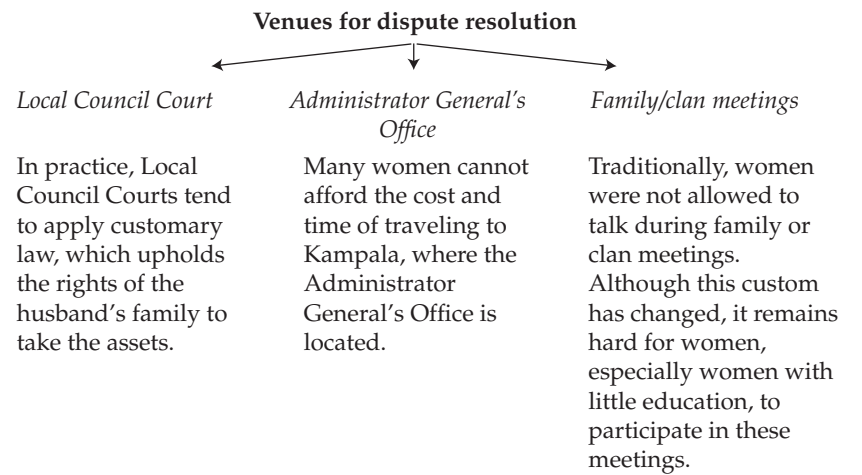 Venues for dispute resolution
Local Council Court
In practice, Local
Council Courts tend
to apply customary
law, which upholds
the rights of the
husband's family to
take the assets.
Administrator General's
Office
Many women cannot
afford the cost and
time of traveling to
Kampala, where the
Administrator
General's Office is
located.
Family/clan meetings
Traditionally, women
were not allowed to
talk during family or
clan meetings.
Although this custom
has changed, it remains
hard for women,
especially women with
little education, to
participate in these
meetings.